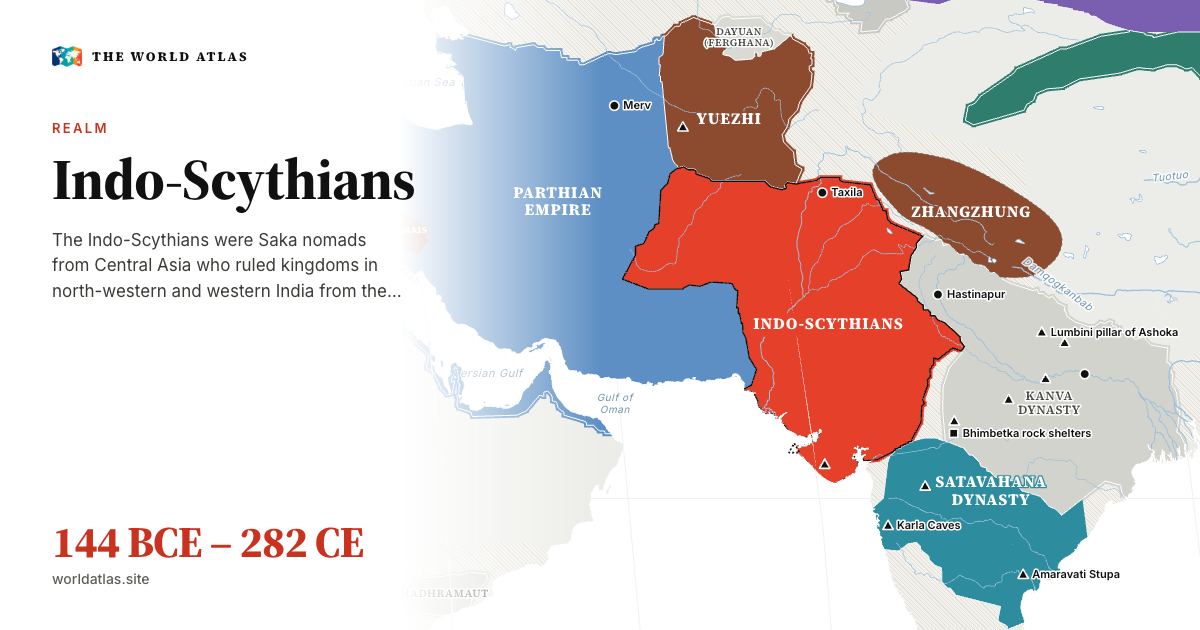 THE WORLD ATLAS
REALM
Indo-Scythians
The Indo-Scythians were Saka nomads
from Central Asia who ruled kingdoms in
north-western and western India from the...
144 BCE – 282 CE
worldatlas.site
DAYUAN
(FERGHANA)
Merv
YUEZHI
PARTHIAN
EMPIRE
Taxila
ZHANGZHUNG
Tuotuo
Damqogkanbab
Hastinapur
INDO-SCYTHIANS
Lumbini pillar of Ashoka
Persian Gulf
Gulf of
Oman
KANVA
DYNASTY
Bhimbetka rock shelters
SATAVAHANA
DYNASTY
Karla Caves
Amaravati Stupa
HADHRAMAUT